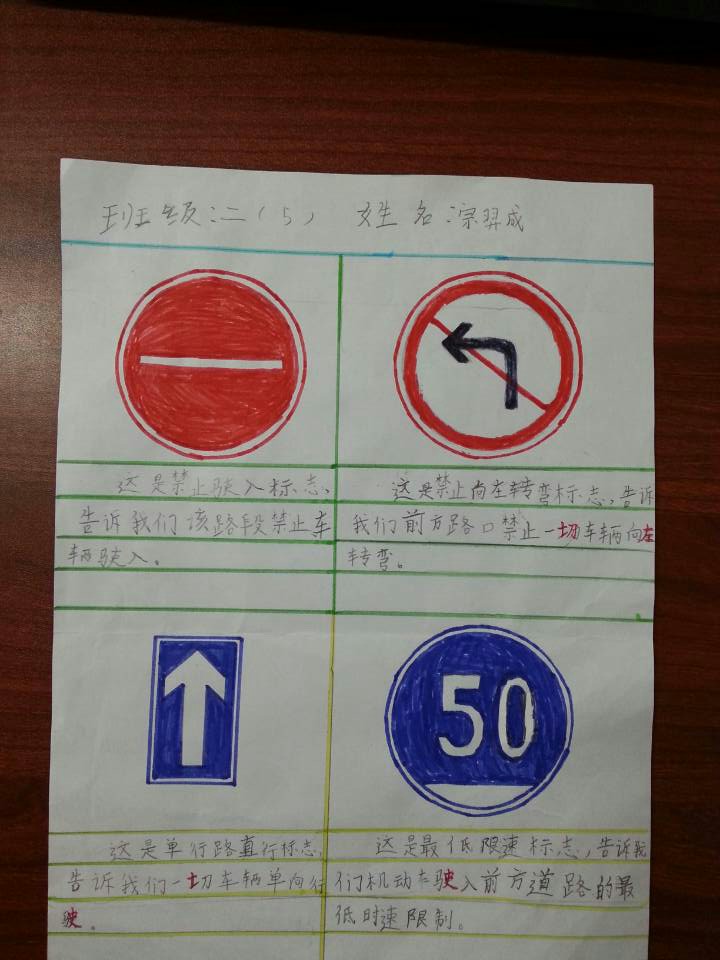 班级:二(5) 姓名:宗羿成
这是禁止驶入标志,
告诉我们该路段禁止车
辆驶入。
这是禁止向左转弯标志,告诉
我们前方路口禁止一切车辆向左
转弯。
50
这是单行路直行标志,
告诉我们一切车辆单向行
驶。
这是最低限速标志,告诉我
们机动车驶入前方道路的最
低时速限制。